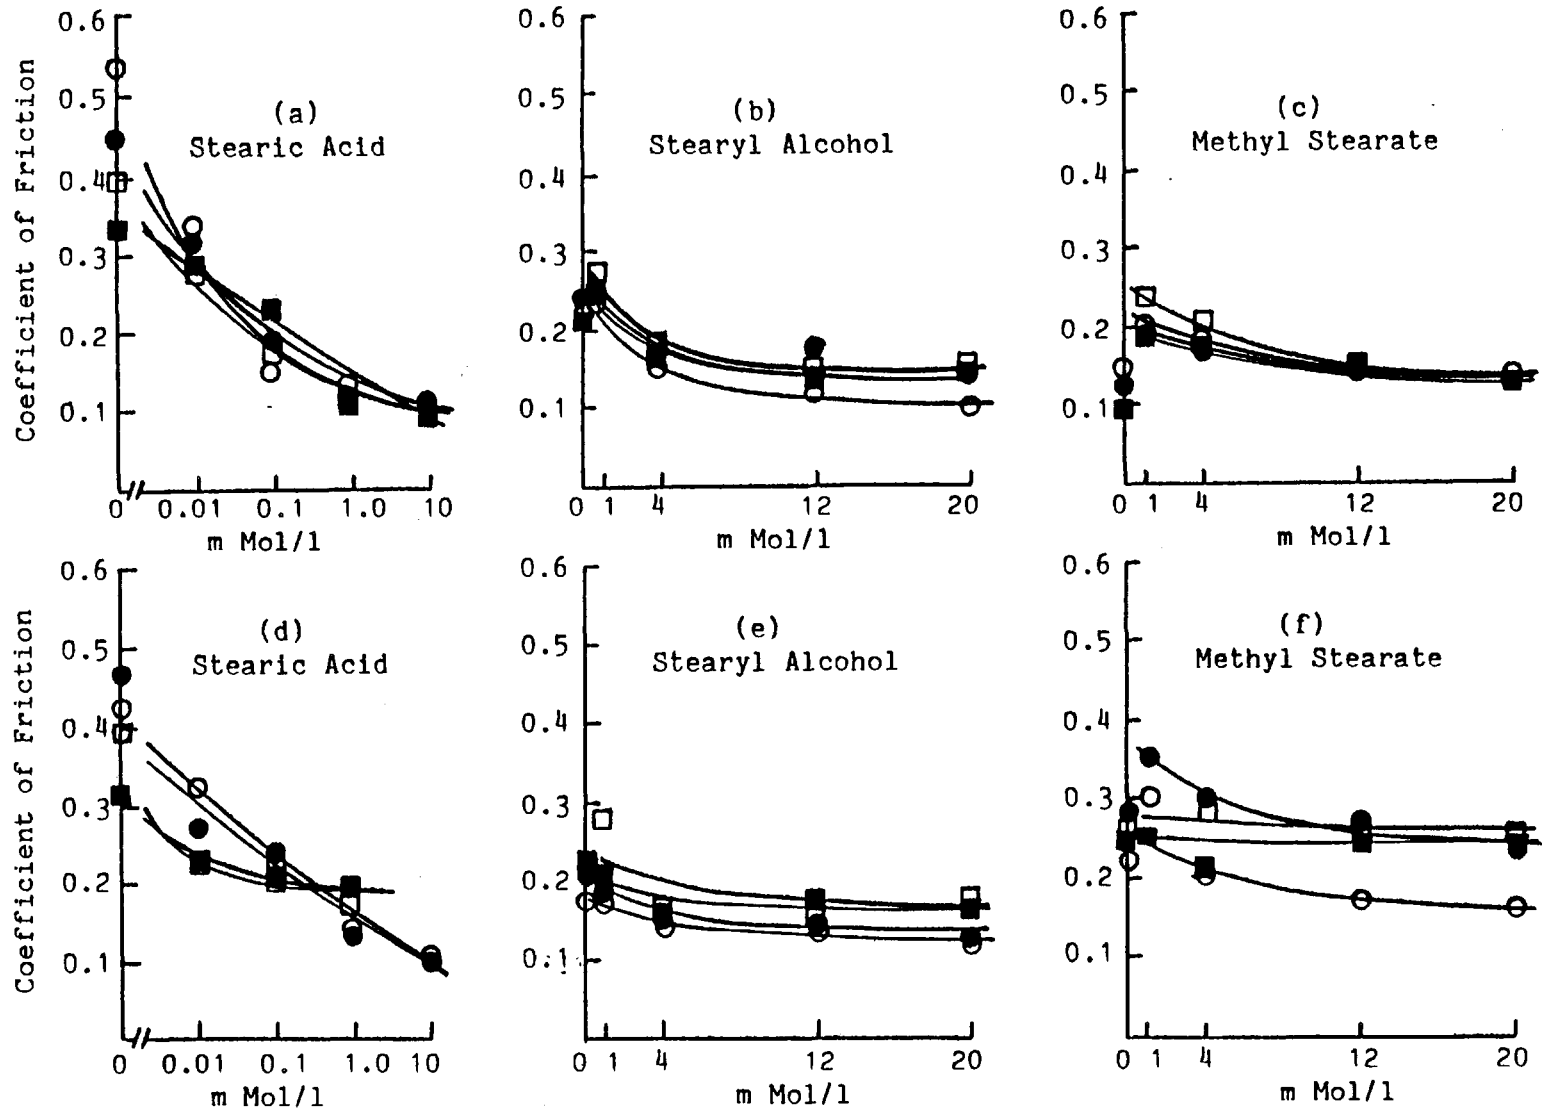 0.6
0.5
0.4
0.3
0.2
0.1
Coefficient of Friction
(a)
Stearic Acid
0 0.01 0.1 1.0 10
m Mol/l
0.6
0.5
0.4
0.3
0.2
0.1
(b)
Stearyl Alcohol
0 1 4 12 20
m Mol/l
0.6
0.5
0.4
0.3
0.2
0.1
(c)
Methyl Stearate
0 1 4 12 20
m Mol/l
0.6
0.5
0.4
0.3
0.2
0.1
Coefficient of Friction
(d)
Stearic Acid
0 0.01 0.1 1.0 10
m Mol/l
0.6
0.5
0.4
0.3
0.2
0.1
(e)
Stearyl Alcohol
0 1 4 12 20
m Mol/l
0.6
0.5
0.4
0.3
0.2
0.1
(f)
Methyl Stearate
0 1 4 12 20
m Mol/l